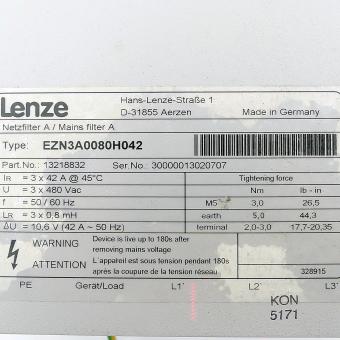 Lenze
Hans-Lenze-Straße 1
D-31855 Aerzen Made in Germany
Netzfilter A / Mains filter A
Type: EZN3A0080H042
Part.No.: 13218832 Ser.No.: 30000013020707
IR = 3 x 42 A @ 45°C Tightening force
U = 3 x 480 Vac Nm lb - in
f = 50 / 60 Hz M5 3,0 26,5
LR = 3 x 0,8 mH earth 5,0 44,3
ΔU = 10,6 V (42 A ~ 50 Hz) terminal 2,0-3,0 17,7-20,35
WARNING Device is live up to 180s after
removing mains voltage
ATTENTION L'appareil est sous tension pendant 180s
après la coupure de la tension réseau 328915
PE Gerät/Load L1' L2' L3'
KON
5171